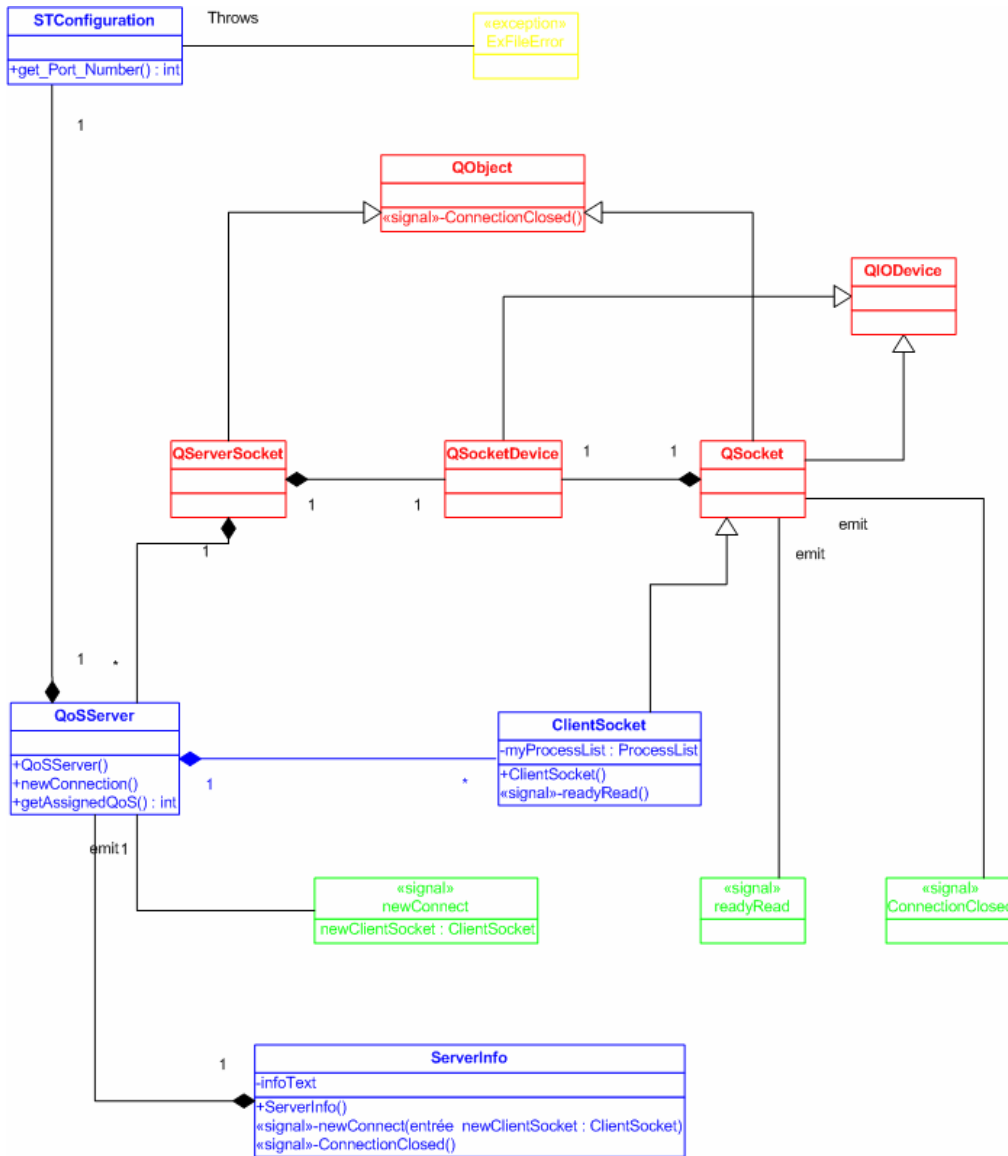 STConfiguration
+get_Port_Number() : int
Throws
«exception»
ExFileError
1
QObject
«signal»-ConnectionClosed()
QIODevice
QServerSocket
QSocketDevice
QSocket
1
1
1
1
1
emit
emit
1
*
QoSServer
+QoSServer()
+newConnection()
+getAssignedQoS() : int
1
*
ClientSocket
-myProcessList : ProcessList
+ClientSocket()
«signal»-readyRead()
emit
1
«signal»
newConnect
newClientSocket : ClientSocket
«signal»
readyRead
«signal»
ConnectionClosed
1
ServerInfo
-infoText
+ServerInfo()
«signal»-newConnect(entrée newClientSocket : ClientSocket)
«signal»-ConnectionClosed()